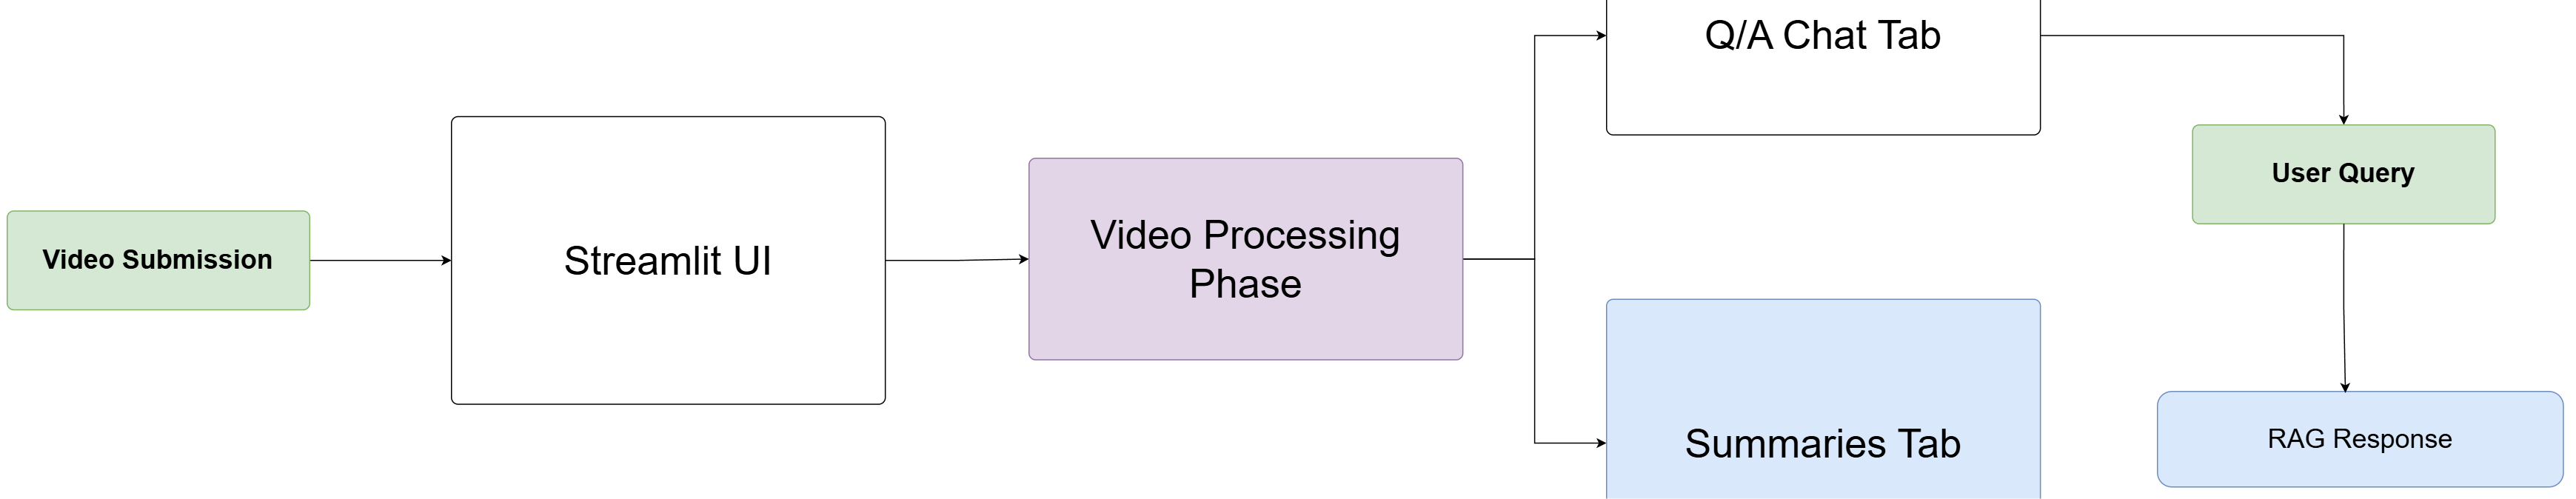 Video Submission
Streamlit UI
Video Processing
Phase
Q/A Chat Tab
Summaries Tab
User Query
RAG Response